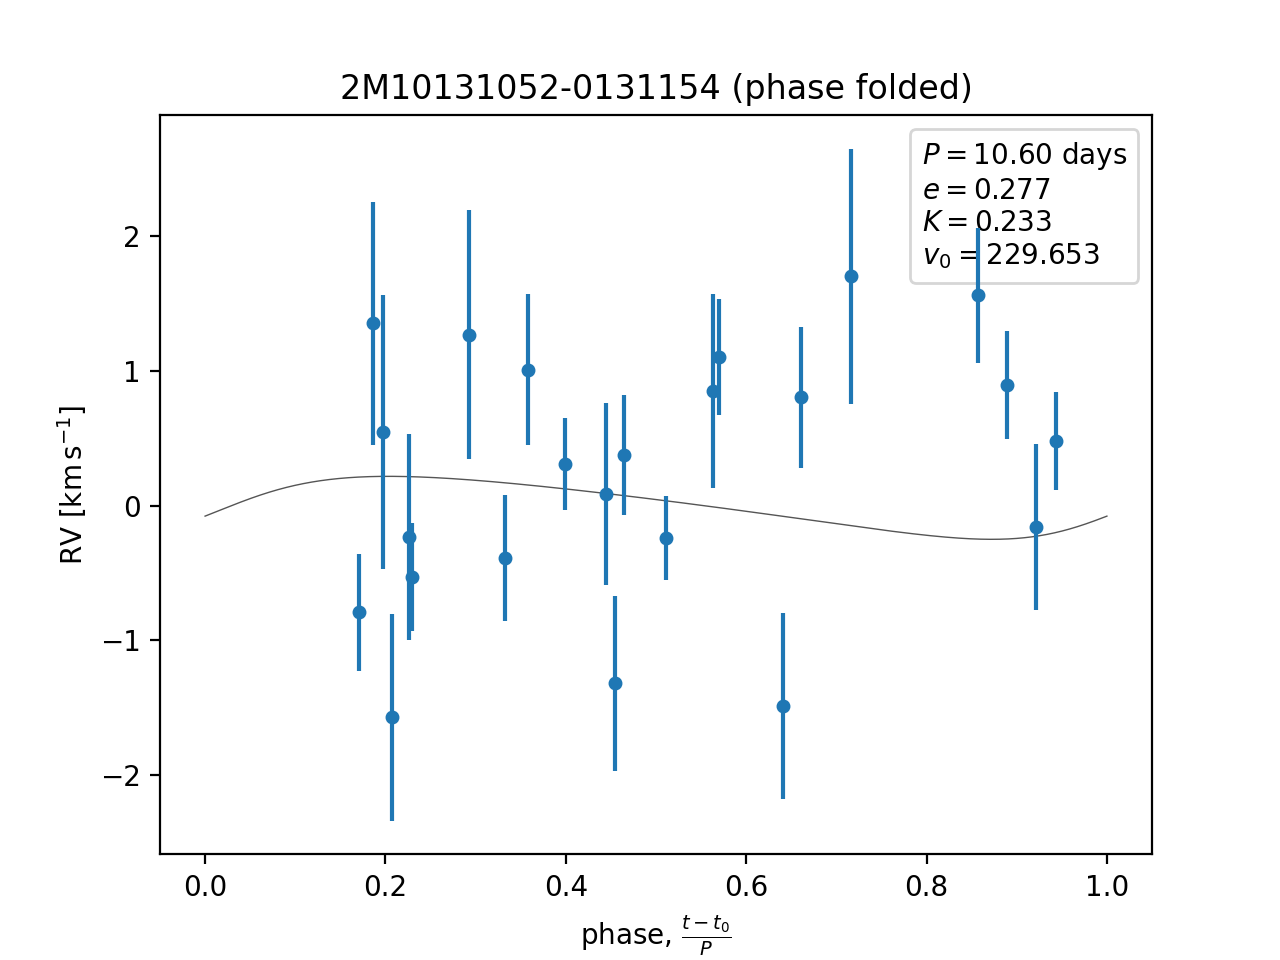 2M10131052-0131154 (phase folded)
P = 10.60 days
e = 0.277
K = 0.233
v₀ = 229.653
RV [km s⁻¹]
2
1
0
−1
−2
0.0 0.2 0.4 0.6 0.8 1.0
phase, (t − t₀)/P